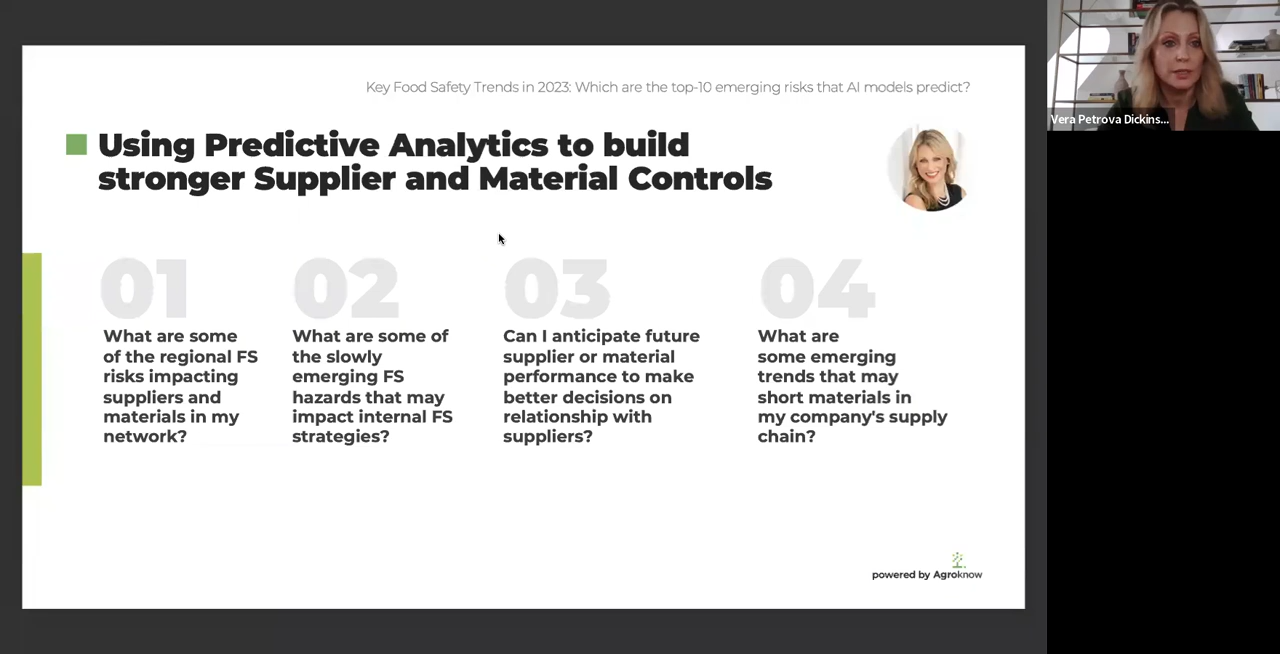 Key Food Safety Trends in 2023: Which are the top-10 emerging risks that AI models predict?
Vera Petrova Dickins...
Using Predictive Analytics to build
stronger Supplier and Material Controls
01
What are some
of the regional FS
risks impacting
suppliers and
materials in my
network?
02
What are some of
the slowly
emerging FS
hazards that may
impact internal FS
strategies?
03
Can I anticipate future
supplier or material
performance to make
better decisions on
relationship with
suppliers?
04
What are
some emerging
trends that may
short materials in
my company's supply
chain?
powered by Agroknow